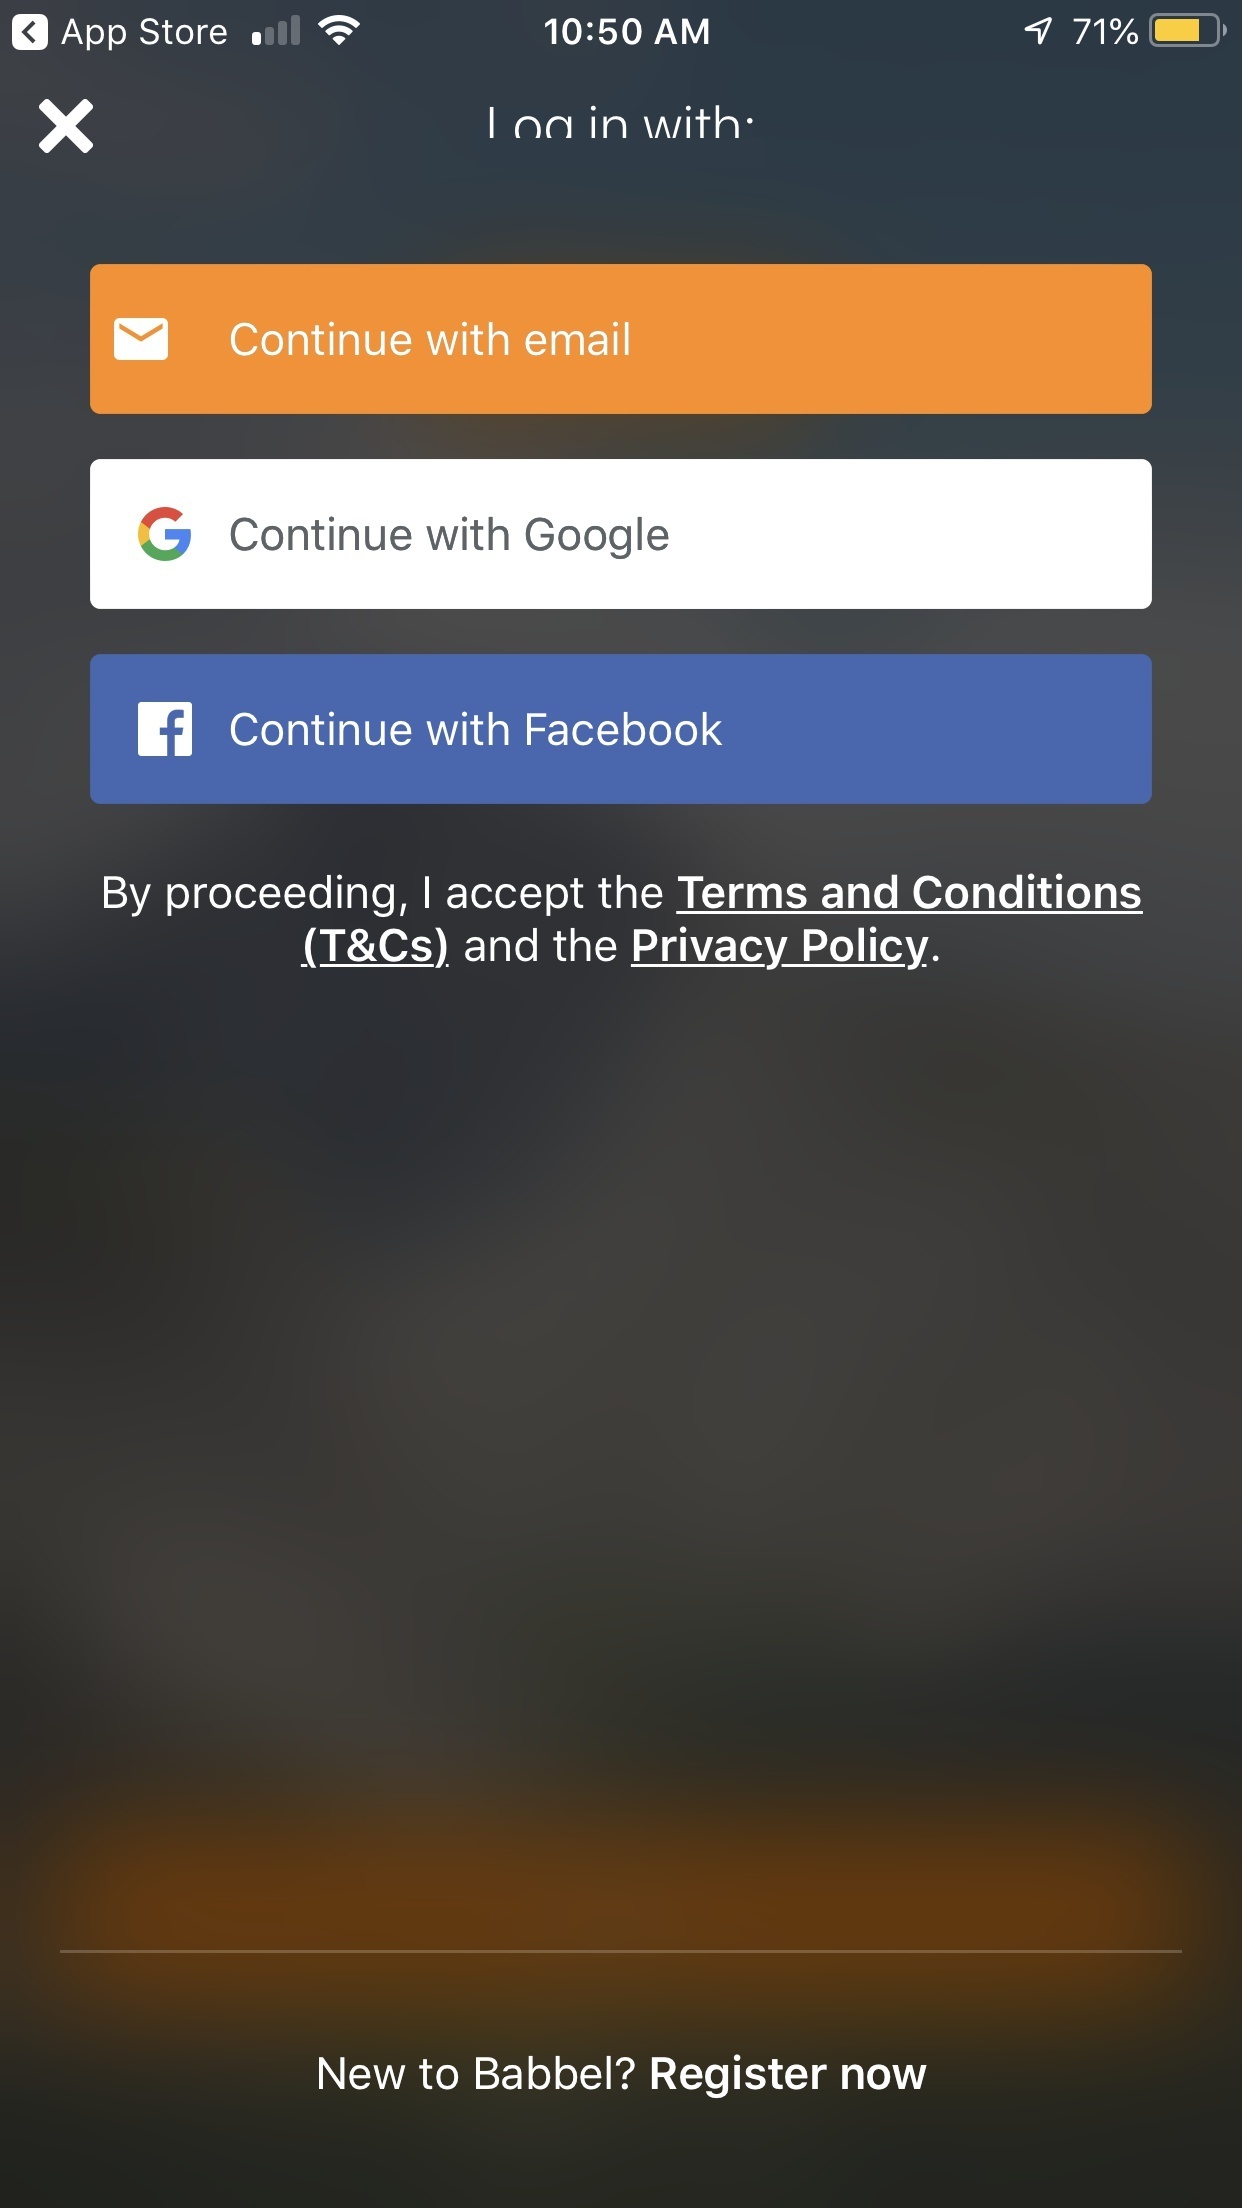 App Store
10:50 AM
71%
Log in with:
Continue with email
Continue with Google
Continue with Facebook
By proceeding, I accept the Terms and Conditions
(T&Cs) and the Privacy Policy.
New to Babbel? Register now